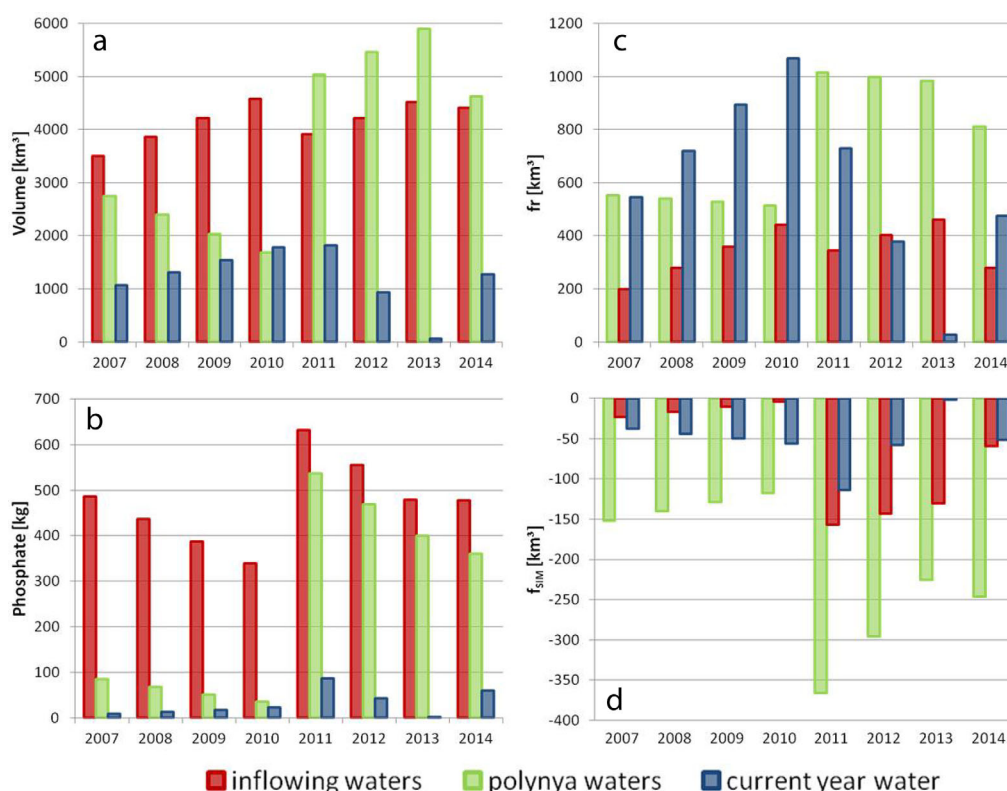 a
Volume [km³]
6000
5000
4000
3000
2000
1000
0
2007 2008 2009 2010 2011 2012 2013 2014
c
fr [km³]
1200
1000
800
600
400
200
0
2007 2008 2009 2010 2011 2012 2013 2014
b
Phosphate [kg]
700
600
500
400
300
200
100
0
2007 2008 2009 2010 2011 2012 2013 2014
d
fSIM [km³]
0
-50
-100
-150
-200
-250
-300
-350
-400
2007 2008 2009 2010 2011 2012 2013 2014
inflowing waters polynya waters current year water